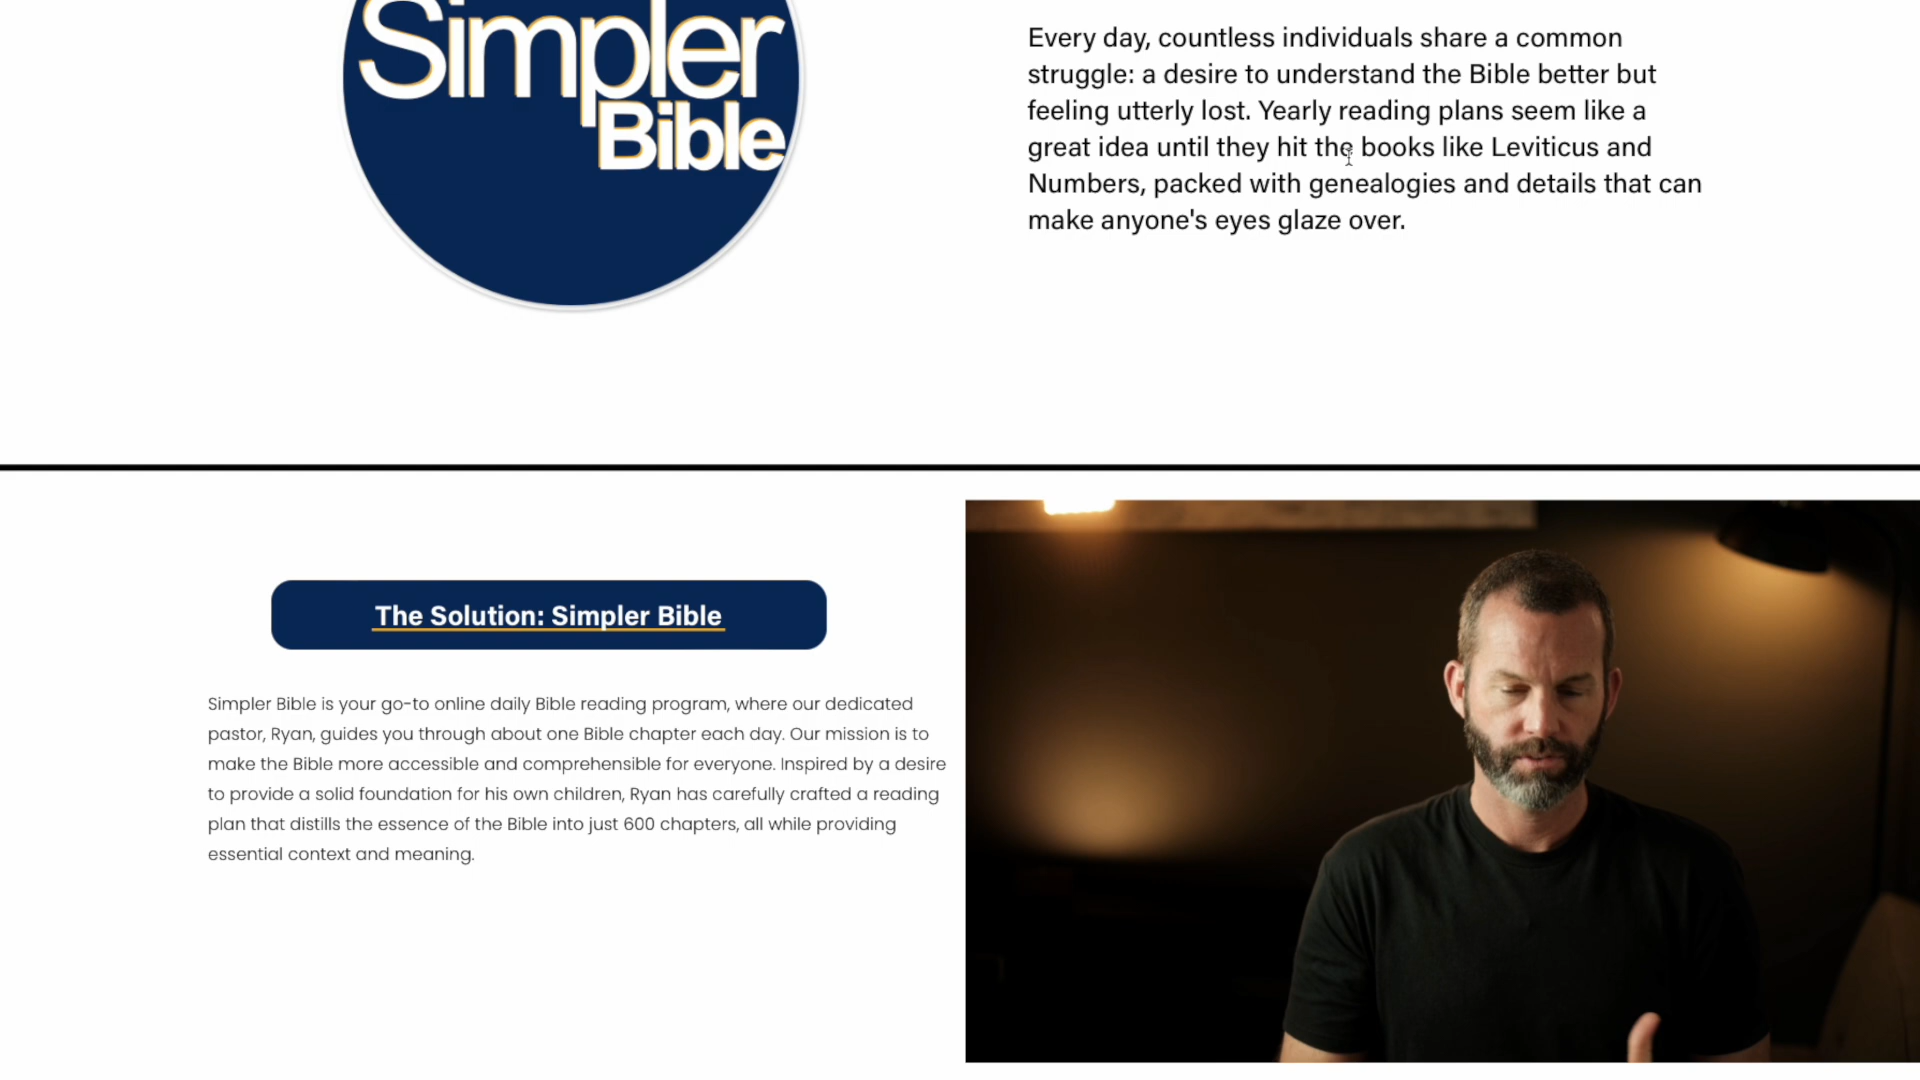 Simpler
Bible
Every day, countless individuals share a common
struggle: a desire to understand the Bible better but
feeling utterly lost. Yearly reading plans seem like a
great idea until they hit the books like Leviticus and
Numbers, packed with genealogies and details that can
make anyone's eyes glaze over.
The Solution: Simpler Bible
Simpler Bible is your go-to online daily Bible reading program, where our dedicated
pastor, Ryan, guides you through about one Bible chapter each day. Our mission is to
make the Bible more accessible and comprehensible for everyone. Inspired by a desire
to provide a solid foundation for his own children, Ryan has carefully crafted a reading
plan that distills the essence of the Bible into just 600 chapters, all while providing
essential context and meaning.